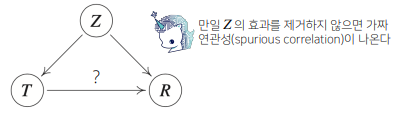 Z
만일 Z의 효과를 제거하지 않으면 가짜
연관성(spurious correlation)이 나온다
?
T
R